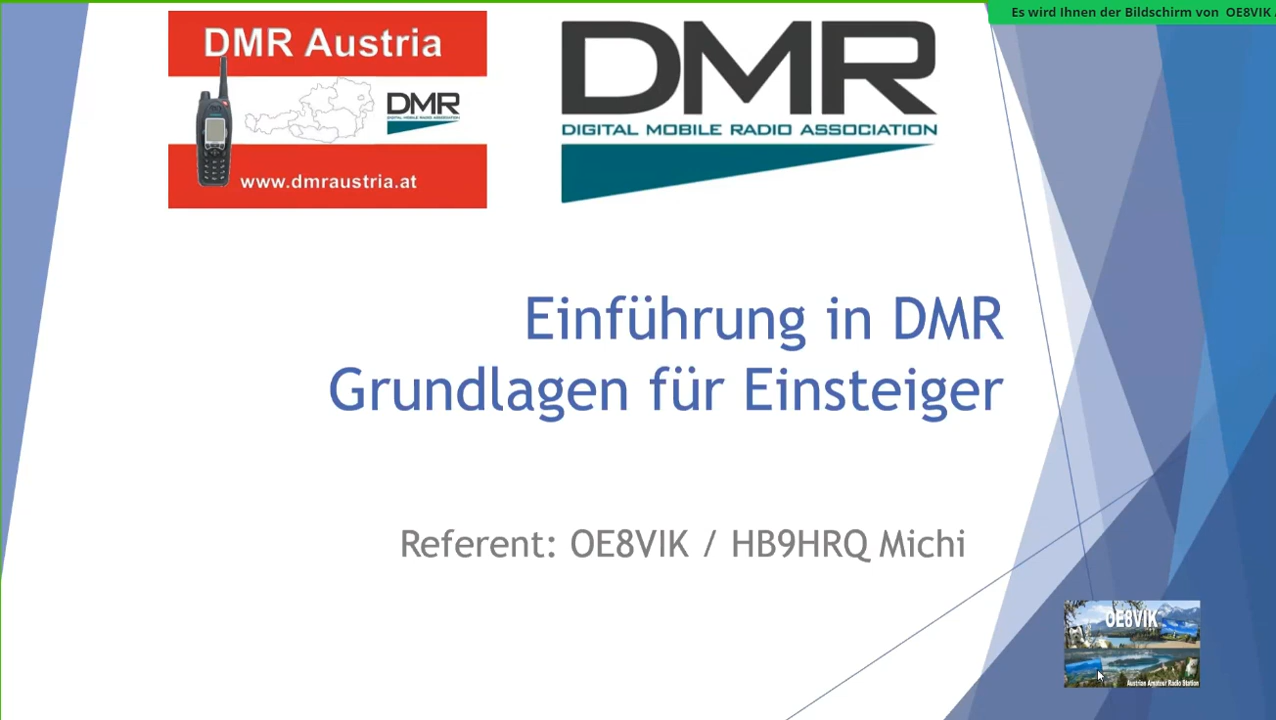 Es wird Ihnen der Bildschirm von OE8VIK
DMR Austria
DMR
DIGITAL MOBILE RADIO ASSOCIATION
www.dmraustria.at
DMR
DIGITAL MOBILE RADIO ASSOCIATION
Einführung in DMR
Grundlagen für Einsteiger
Referent: OE8VIK / HB9HRQ Michi
OE8VIK
Austrian Amateur Radio Station